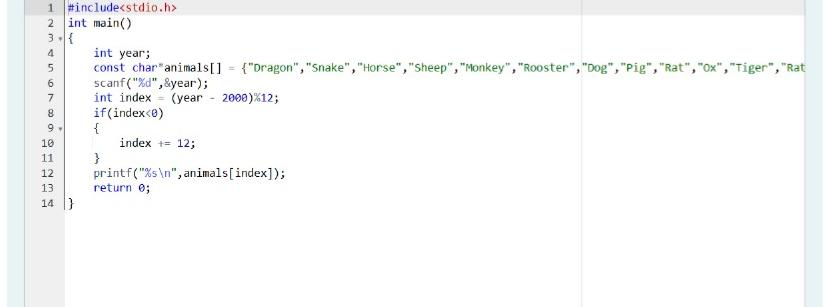 1 #include<stdio.h>
2 int main()
3 {
4 int year;
5 const char*animals[] = {"Dragon","Snake","Horse","Sheep","Monkey","Rooster","Dog","Pig","Rat","Ox","Tiger","Rat
6 scanf("%d",&year);
7 int index = (year - 2000)%12;
8 if(index<0)
9 {
10 index += 12;
11 }
12 printf("%s\n",animals[index]);
13 return 0;
14 }